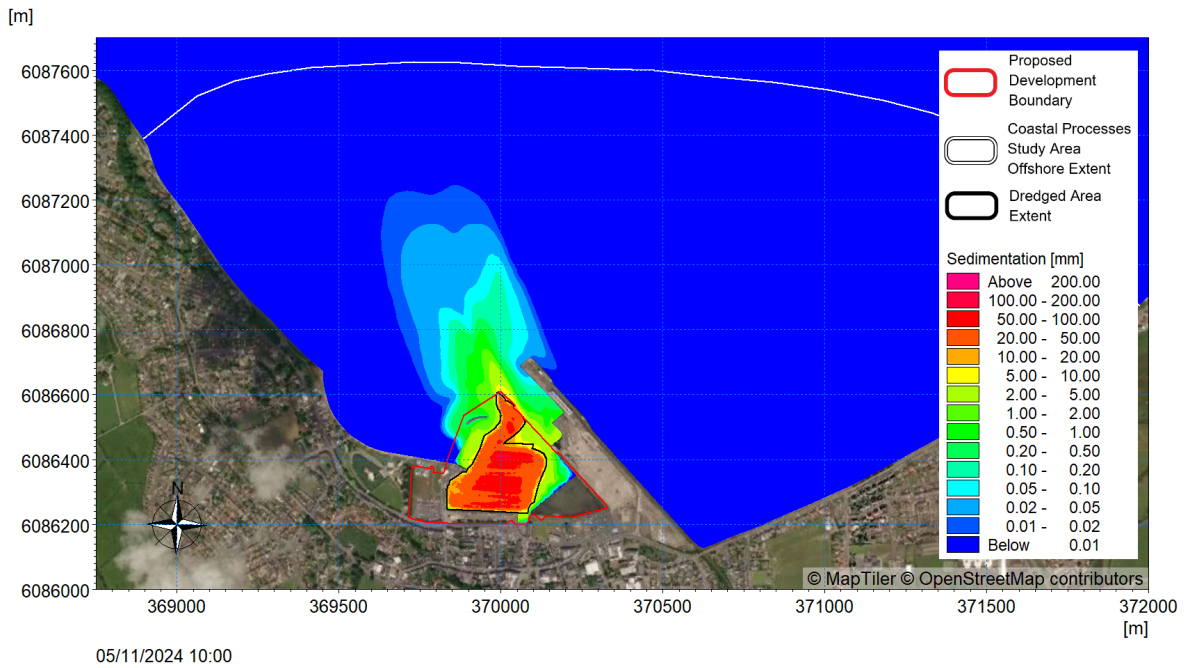 [m]
6087600
6087400
6087200
6087000
6086800
6086600
6086400
6086200
6086000
369000 369500 370000 370500 371000 371500 372000
[m]
05/11/2024 10:00
N
Proposed
Development
Boundary
Coastal Processes
Study Area
Offshore Extent
Dredged Area
Extent
Sedimentation [mm]
Above 200.00
100.00 - 200.00
50.00 - 100.00
20.00 - 50.00
10.00 - 20.00
5.00 - 10.00
2.00 - 5.00
1.00 - 2.00
0.50 - 1.00
0.20 - 0.50
0.10 - 0.20
0.05 - 0.10
0.02 - 0.05
0.01 - 0.02
Below 0.01
© MapTiler © OpenStreetMap contributors